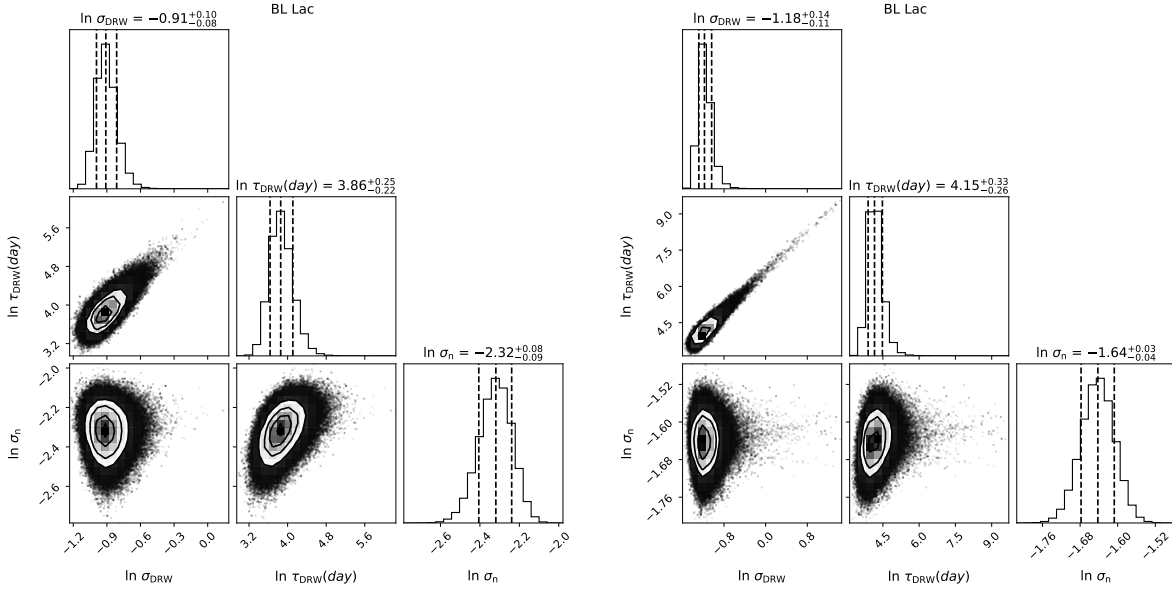 BL Lac
ln σ_DRW = −0.91^{+0.10}_{−0.08}
ln τ_DRW(day) = 3.86^{+0.25}_{−0.22}
5.6
4.8
4.0
3.2
ln τ_DRW(day)
ln σ_n = −2.32^{+0.08}_{−0.09}
−2.0
−2.2
−2.4
−2.6
ln σ_n
−1.2 −0.9 −0.6 −0.3 0.0
3.2 4.0 4.8 5.6
−2.6 −2.4 −2.2 −2.0
ln σ_DRW
ln τ_DRW(day)
ln σ_n
BL Lac
ln σ_DRW = −1.18^{+0.14}_{−0.11}
ln τ_DRW(day) = 4.15^{+0.33}_{−0.26}
9.0
7.5
6.0
4.5
ln τ_DRW(day)
ln σ_n = −1.64^{+0.03}_{−0.04}
−1.52
−1.60
−1.68
−1.76
ln σ_n
−0.8 0.0 0.8
4.5 6.0 7.5 9.0
−1.76 −1.68 −1.60 −1.52
ln σ_DRW
ln τ_DRW(day)
ln σ_n